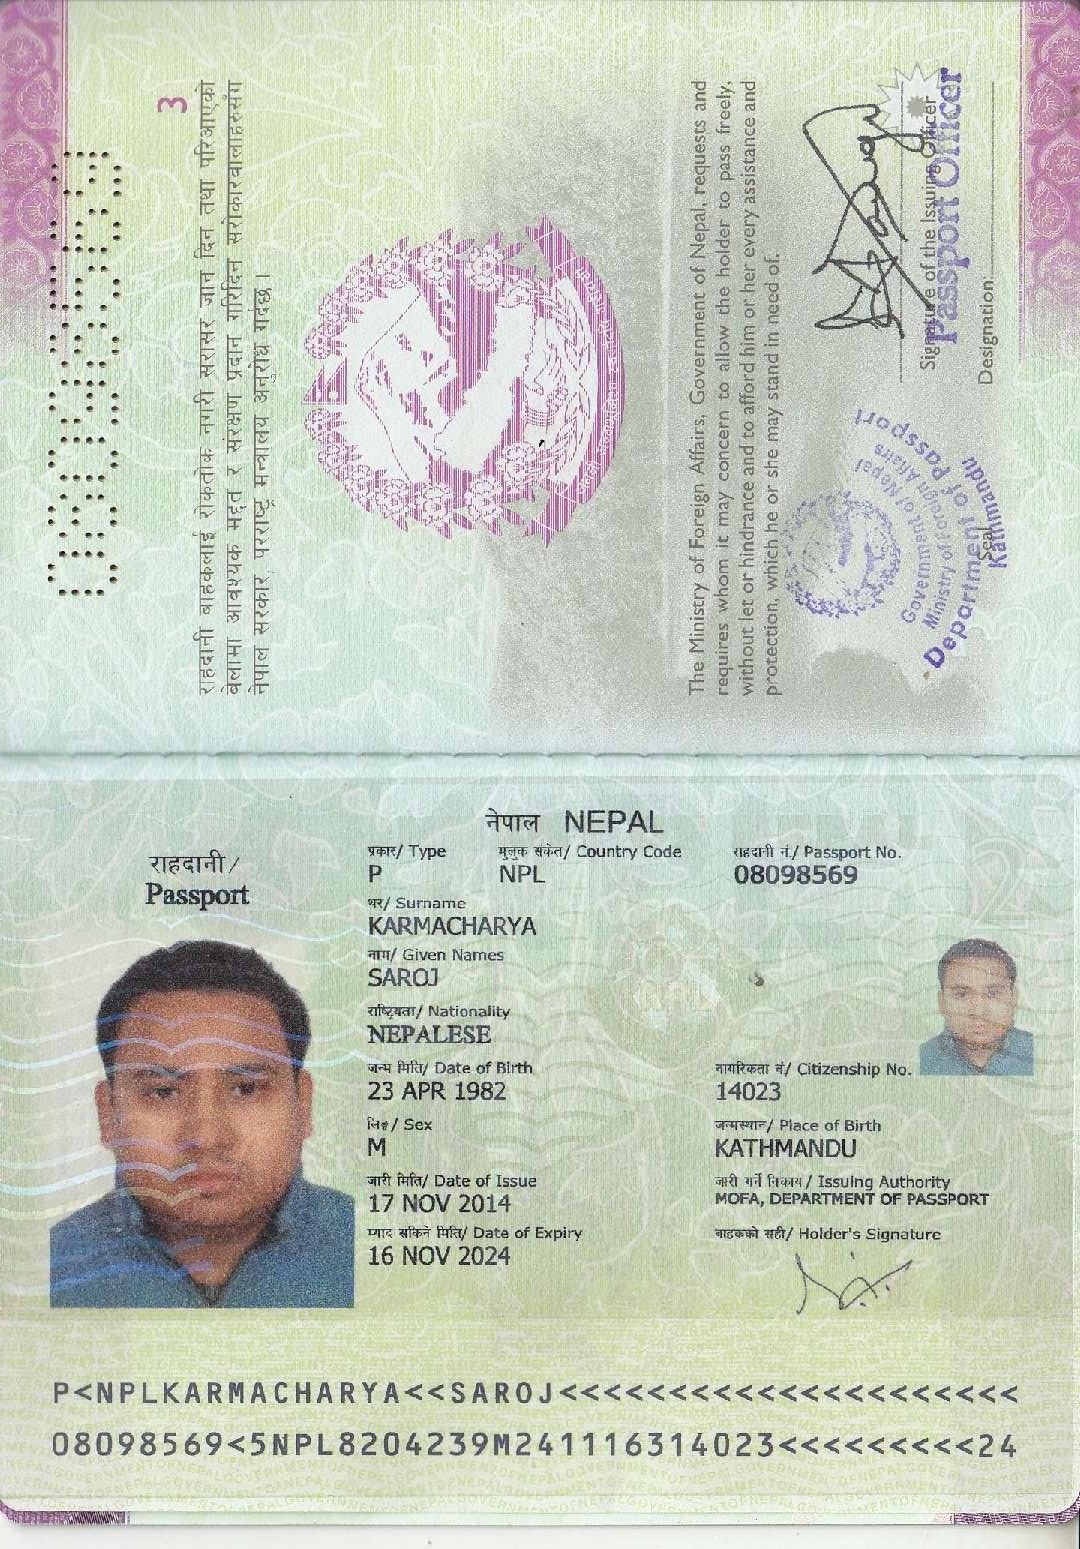 3
राहदानी बाहकलाई रोकतोक नगरी सरासर जान दिन तथा परिआएको
बेलामा आवश्यक मद्दत र संरक्षण प्रदान गरिदिन सरोकारवालाहरुसंग
नेपाल सरकार, परराष्ट्र मन्त्रालय अनुरोध गर्दछ ।
The Ministry of Foreign Affairs, Government of Nepal, requests and
requires whom it may concern to allow the holder to pass freely,
without let or hindrance and to afford him or her every assistance and
protection, which he or she may stand in need of.
Signature of the Issuing Officer
Passport Officer
Designation:
Seal
Government of Nepal
Ministry of Foreign Affairs
Department of Passport
Kathmandu
नेपाल NEPAL
राहदानी/
Passport
प्रकार/ Type मुलुक संकेत/ Country Code राहदानी नं./ Passport No.
P NPL 08098569
थर/ Surname
KARMACHARYA
नाम/ Given Names
SAROJ
राष्ट्रियता/ Nationality
NEPALESE
जन्म मिति/ Date of Birth नागरिकता नं/ Citizenship No.
23 APR 1982 14023
लिङ्ग/ Sex जन्मस्थान/ Place of Birth
M KATHMANDU
जारी मिति/ Date of Issue जारी गर्ने निकाय/ Issuing Authority
17 NOV 2014 MOFA, DEPARTMENT OF PASSPORT
म्याद सकिने मिति/ Date of Expiry वाहकको सही/ Holder's Signature
16 NOV 2024
P<NPLKARMACHARYA<<SAROJ<<<<<<<<<<<<<<<<<<<<<
08098569<5NPL8204239M241116314023<<<<<<<<<24